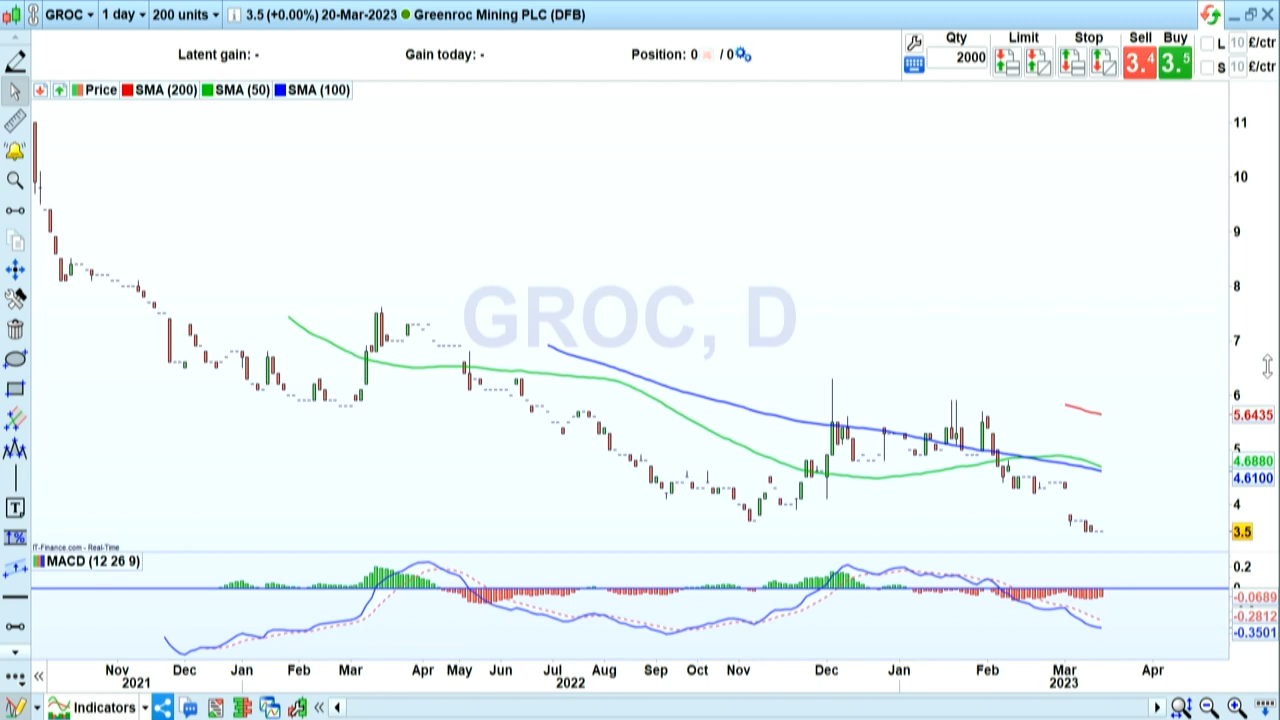 GROC 1 day 200 units 3.5 (+0.00%) 20-Mar-2023 Greenroc Mining PLC (DFB)
Latent gain: - Gain today: - Position: 0 / 0
Qty Limit Stop Sell Buy
2000 3.4 3.5
L 10 £/ctr
S 10 £/ctr
Price SMA (200) SMA (50) SMA (100)
GROC, D
11
10
9
8
7
6
5.6435
5
4.6880
4.6100
4
3.5
IT-Finance.com - Real-Time
MACD (12 26 9)
0.2
0
-0.0689
-0.2812
-0.3501
Nov Dec Jan Feb Mar Apr May Jun Jul Aug Sep Oct Nov Dec Jan Feb Mar Apr
2021 2022 2023
Indicators